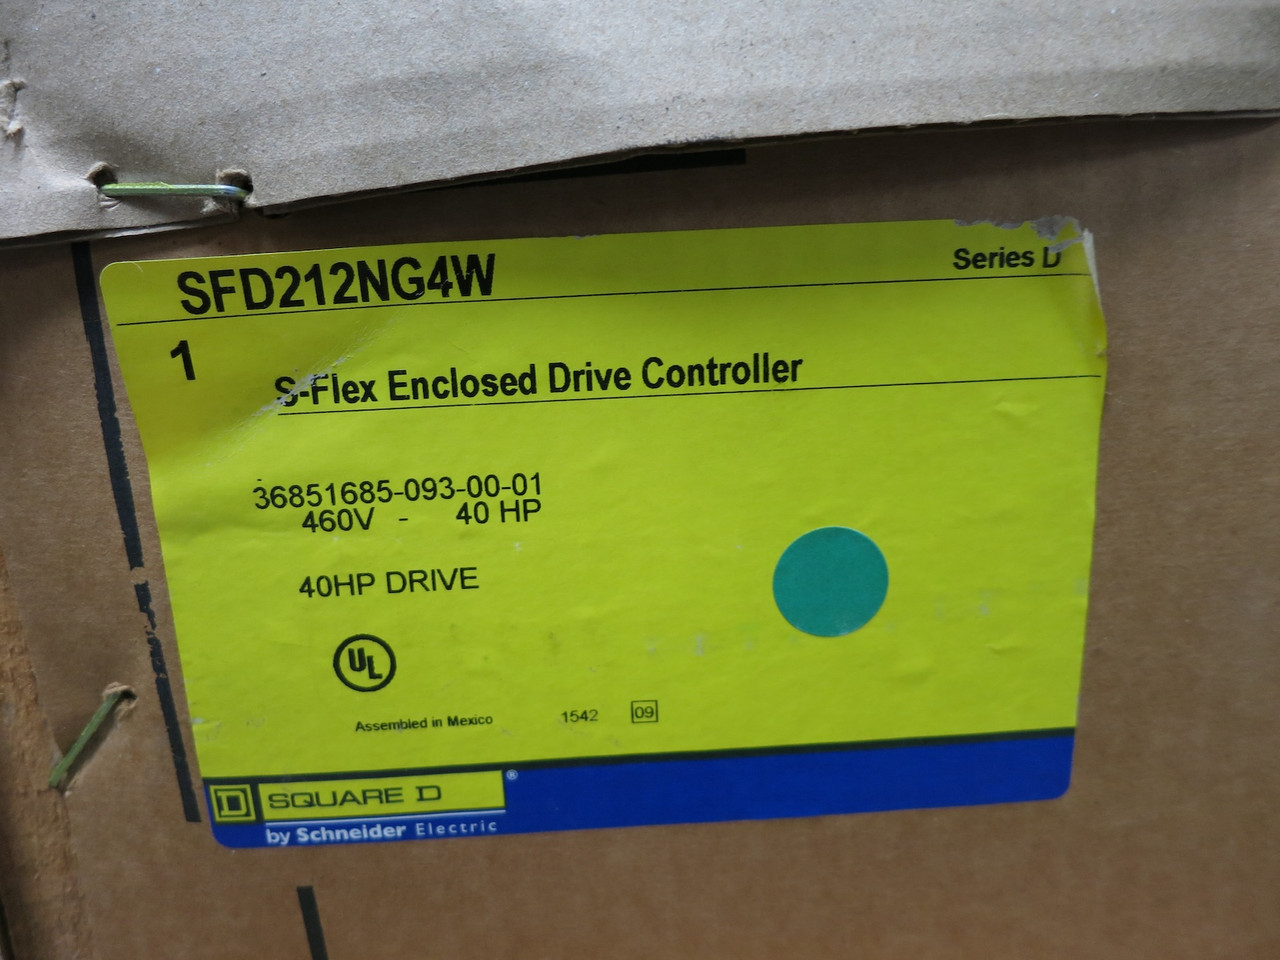 SFD212NG4W
Series D
1
S-Flex Enclosed Drive Controller
36851685-093-00-01
460V - 40 HP
40HP DRIVE
UL
Assembled in Mexico 1542 09
D SQUARE D ®
by Schneider Electric